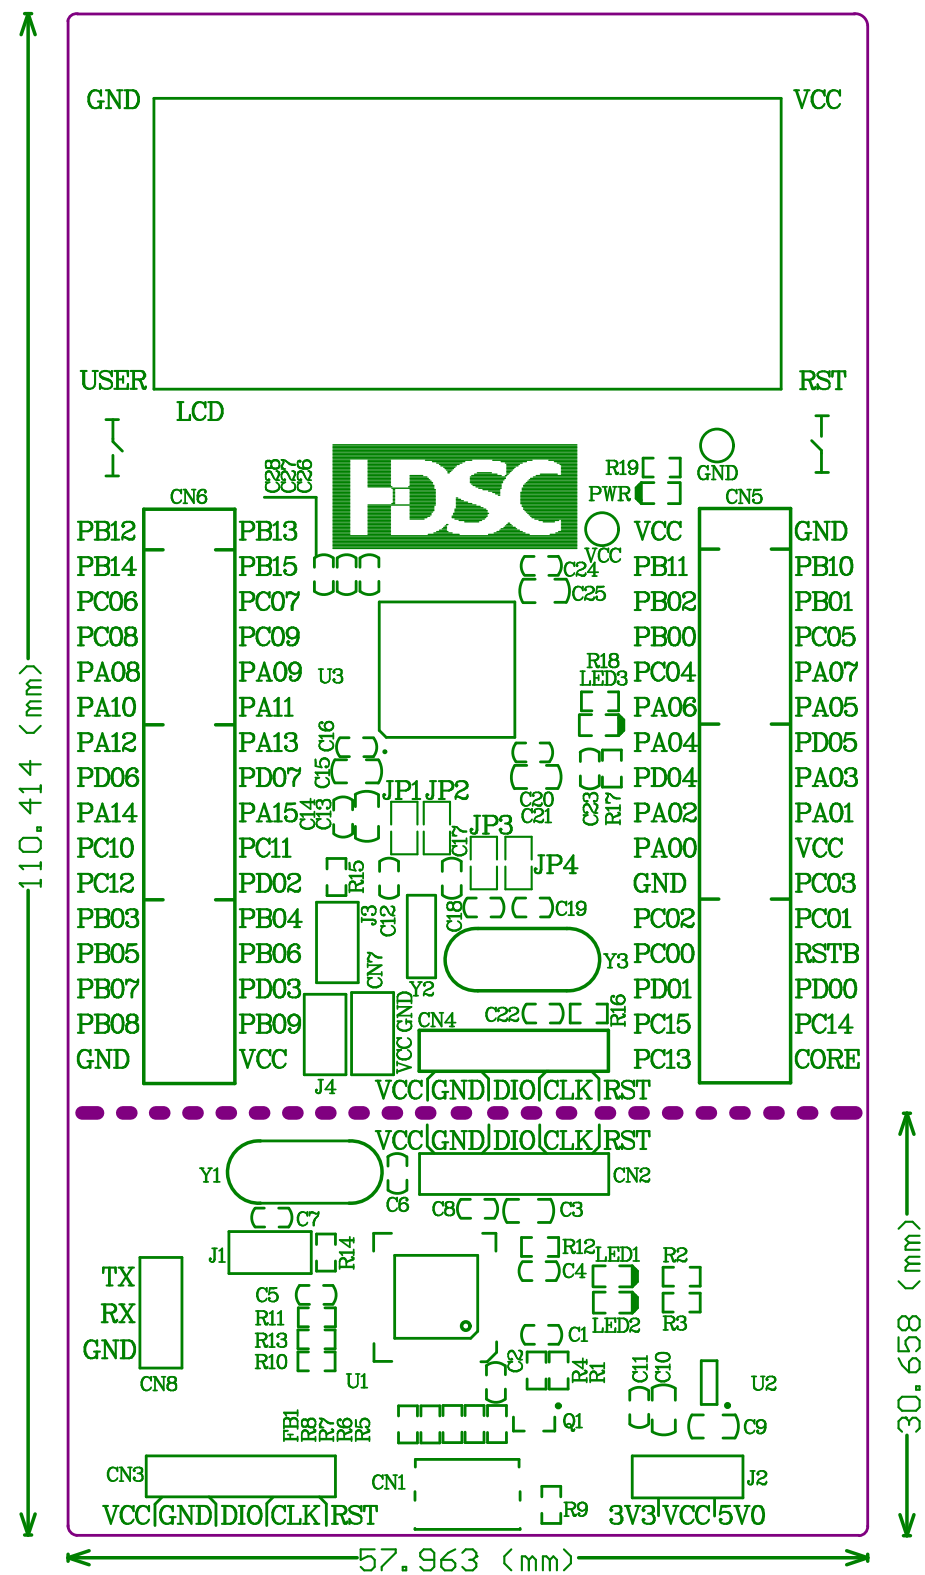 GND VCC
USER RST
LCD
HDSC
C28
C27
C26
R19
GND
PWR
CN6 CN5
VCC
PB12 PB13 VCC GND
PB14 PB15 C24 PB11 PB10
PC06 PC07 C25 PB02 PB01
PC08 PC09 PB00 PC05
PA08 PA09 U3 R18 PC04 PA07
LED3
PA10 PA11 PA06 PA05
PA12 PA13 C16 PA04 PD05
PD06 PD07 C15 PD04 PA03
JP1 JP2 C20
C21
PA14 PA15 C14 C13 C23 R17 PA02 PA01
JP3 C17
PC10 PC11 PA00 VCC
JP4
PC12 PD02 R15 GND PC03
PB03 PB04 J3 C12 C18 C19 PC02 PC01
PB05 PB06 CN7 Y3 PC00 RSTB
PB07 PD03 Y2 PD01 PD00
PB08 PB09 VCC GND CN4 C22 R16 PC15 PC14
GND VCC PC13 CORE
J4
VCC GND DIO CLK RST
VCC GND DIO CLK RST
Y1 CN2
C6
C7 C8 C3
J1 R14 R12 LED1 R2
TX C4
C5
RX R11 LED2 R3
R13 C1
GND R10
C2 R4 R1 C11 C10
CN8 U1 U2
FB1
R8
R7
R6
R5
Q1 C9
CN3 CN1 J2
R9
VCC GND DIO CLK RST 3V3 VCC 5V0
110.414 (mm)
30.658 (mm)
57.963 (mm)